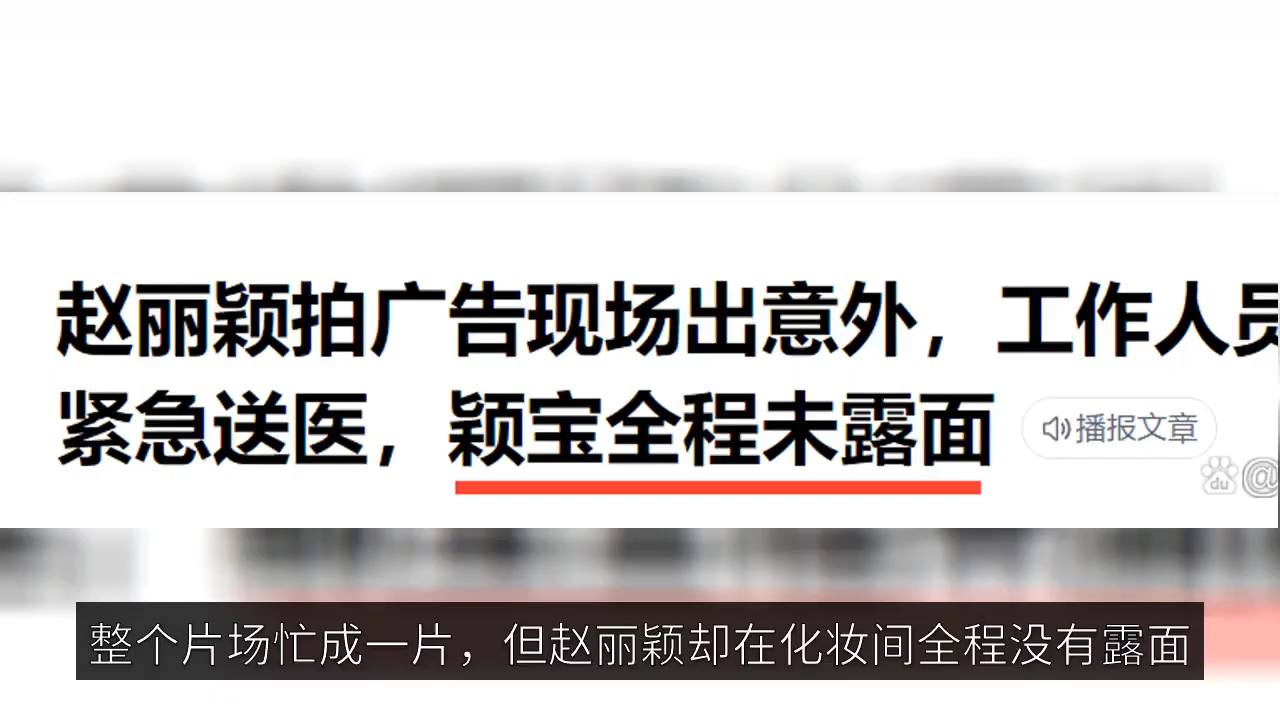 赵丽颖拍广告现场出意外，工作人员
紧急送医，颖宝全程未露面
播报文章
du @
整个片场忙成一片，但赵丽颖却在化妆间全程没有露面